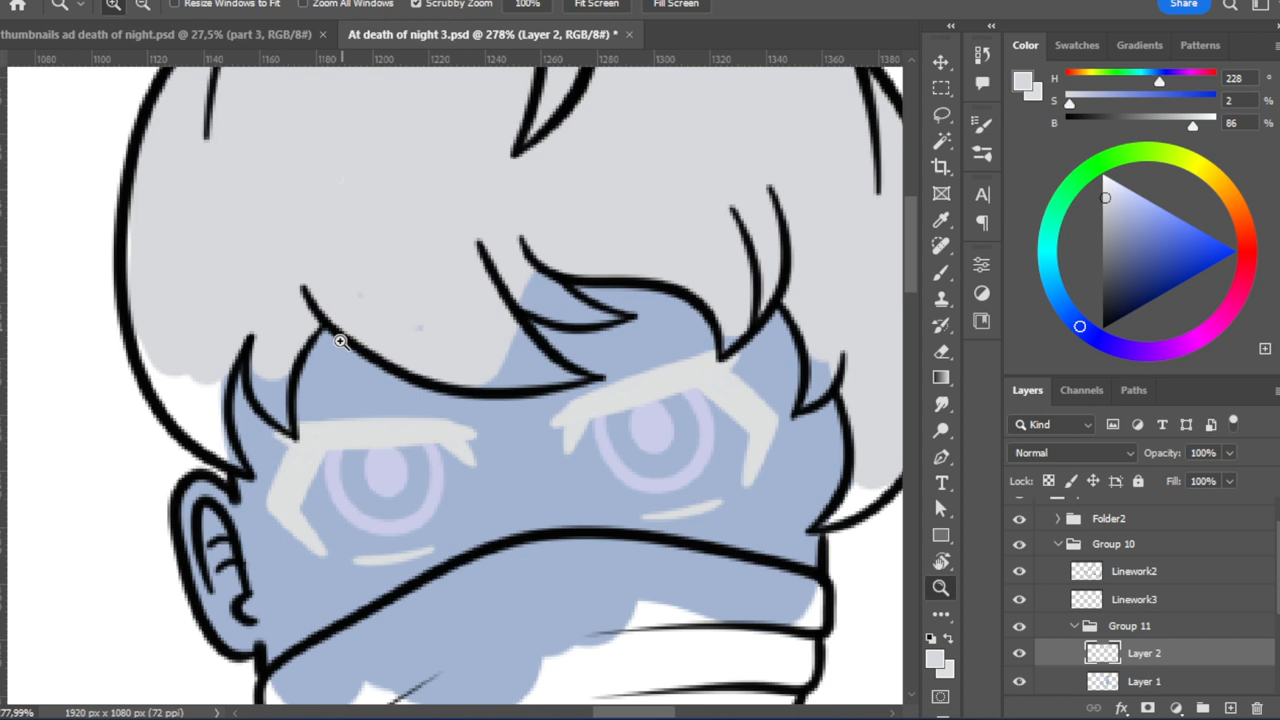 Resize Windows to Fit Zoom All Windows Scrubby Zoom 100% Fit Screen Fill Screen Share
thumbnails ad death of night.psd @ 27,5% (part 3, RGB/8#) × At death of night 3.psd @ 278% (Layer 2, RGB/8#) * ×
1080 1100 1120 1140 1160 1180 1200 1220 1240 1260 1280 1300 1320 1340 1360 1380
Color Swatches Gradients Patterns
H 228 °
S 2 %
B 86 %
Layers Channels Paths
Kind
Normal Opacity: 100%
Lock: Fill: 100%
Folder2
Group 10
Linework2
Linework3
Group 11
Layer 2
Layer 1
77,99% 1920 px x 1080 px (72 ppi)